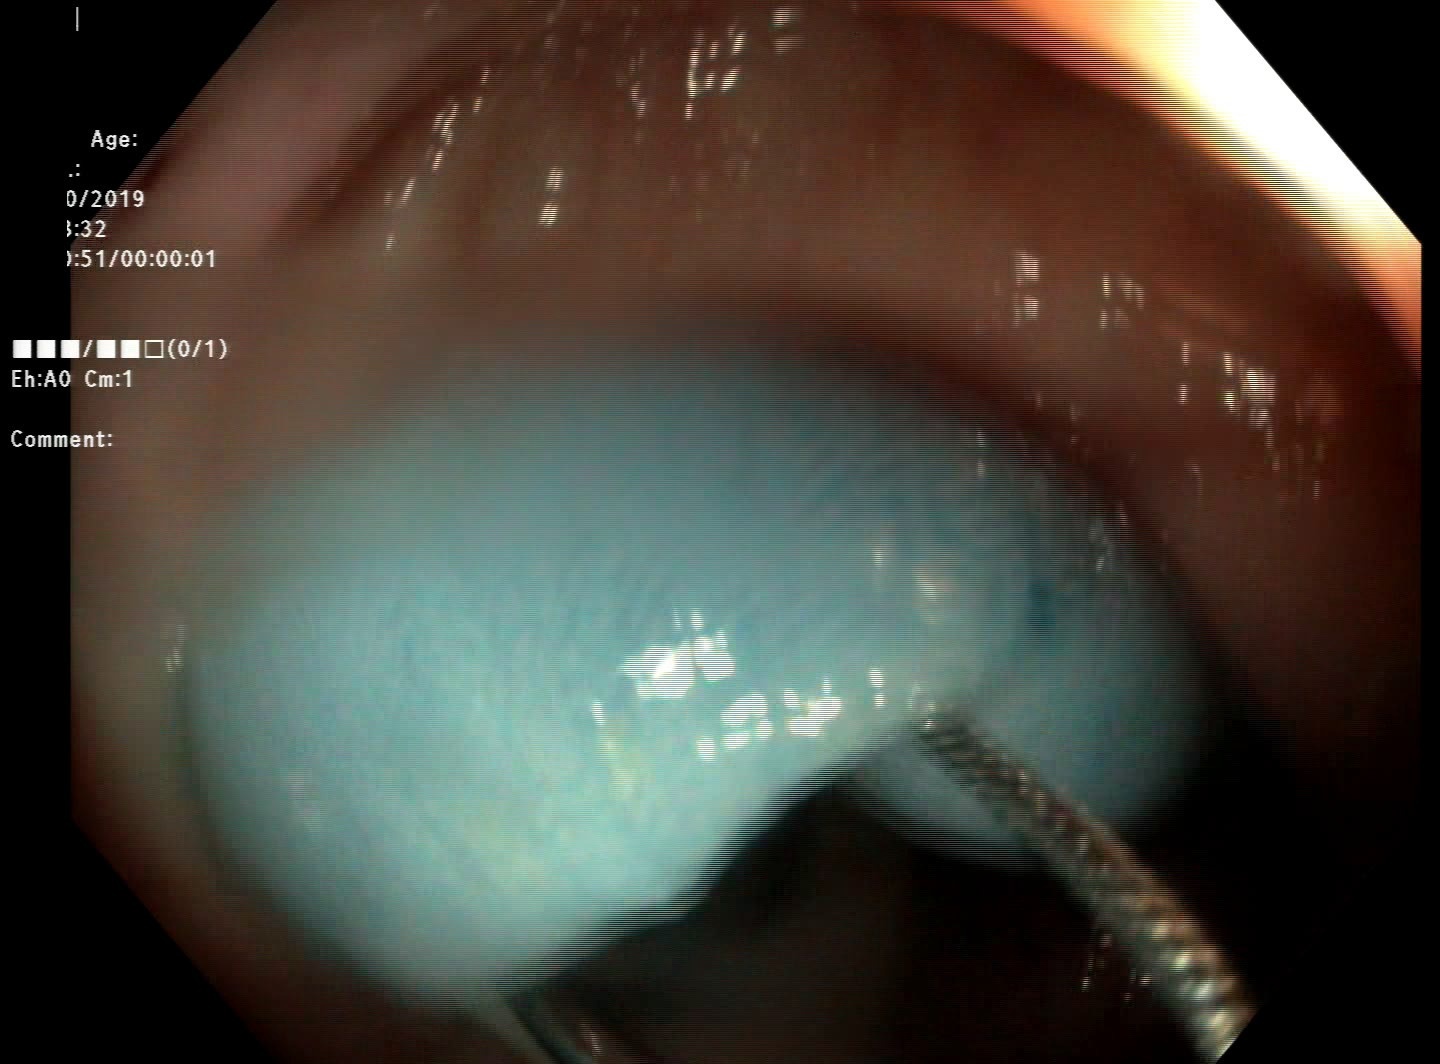 Age:
.:
0/2019
:32
:51/00:00:01
■■■/■■□(0/1)
Eh:A0 Cm:1
Comment: